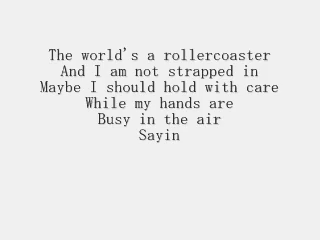 The world's a rollercoaster
And I am not strapped in
Maybe I should hold with care
While my hands are
Busy in the air
Sayin